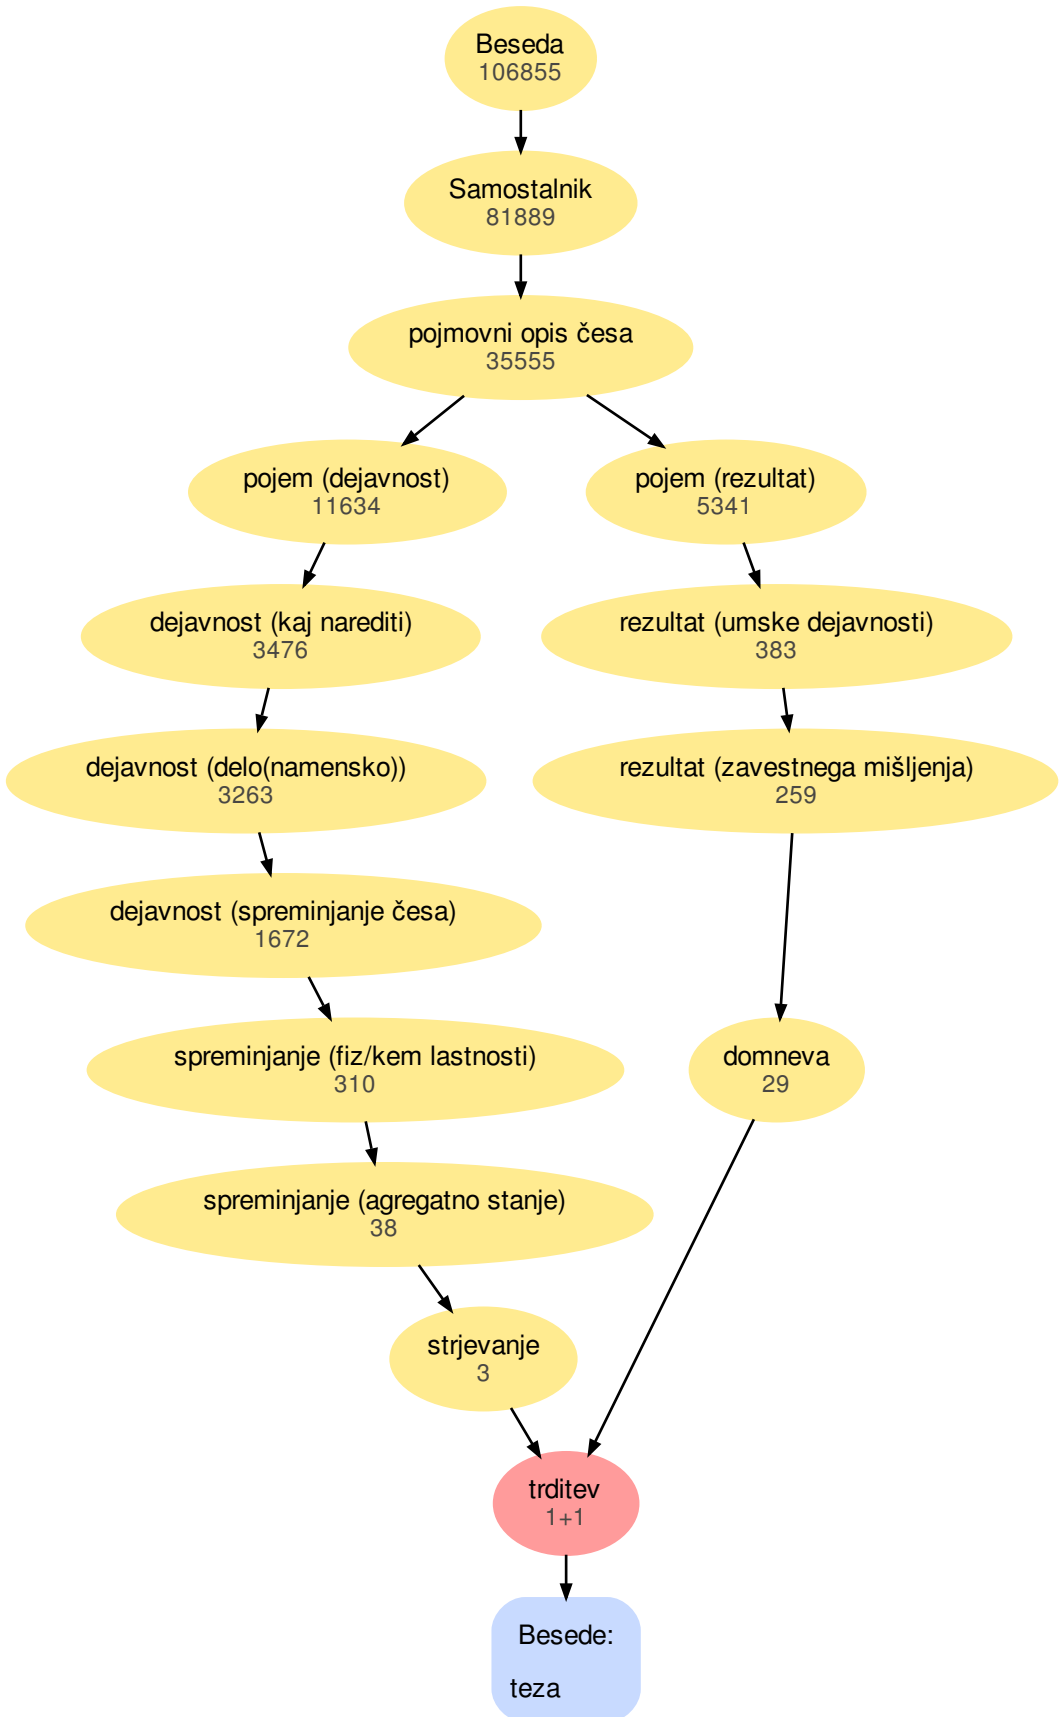 Beseda
106855
Samostalnik
81889
pojmovni opis česa
35555
pojem (dejavnost)
11634
pojem (rezultat)
5341
dejavnost (kaj narediti)
3476
rezultat (umske dejavnosti)
383
dejavnost (delo(namensko))
3263
rezultat (zavestnega mišljenja)
259
dejavnost (spreminjanje česa)
1672
spreminjanje (fiz/kem lastnosti)
310
domneva
29
spreminjanje (agregatno stanje)
38
strjevanje
3
trditev
1+1
Besede:
teza